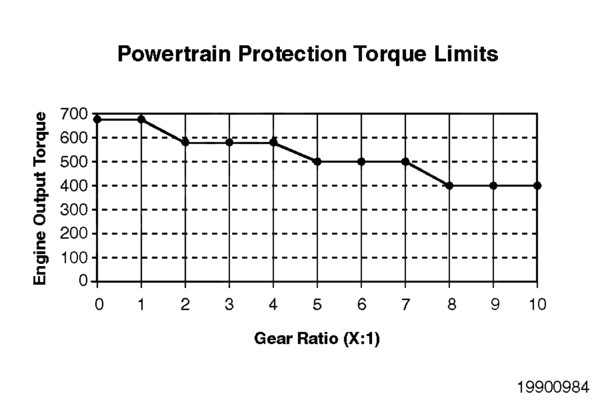 Powertrain Protection Torque Limits
Engine Output Torque
700
600
500
400
300
200
100
0
0 1 2 3 4 5 6 7 8 9 10
Gear Ratio (X:1)
19900984